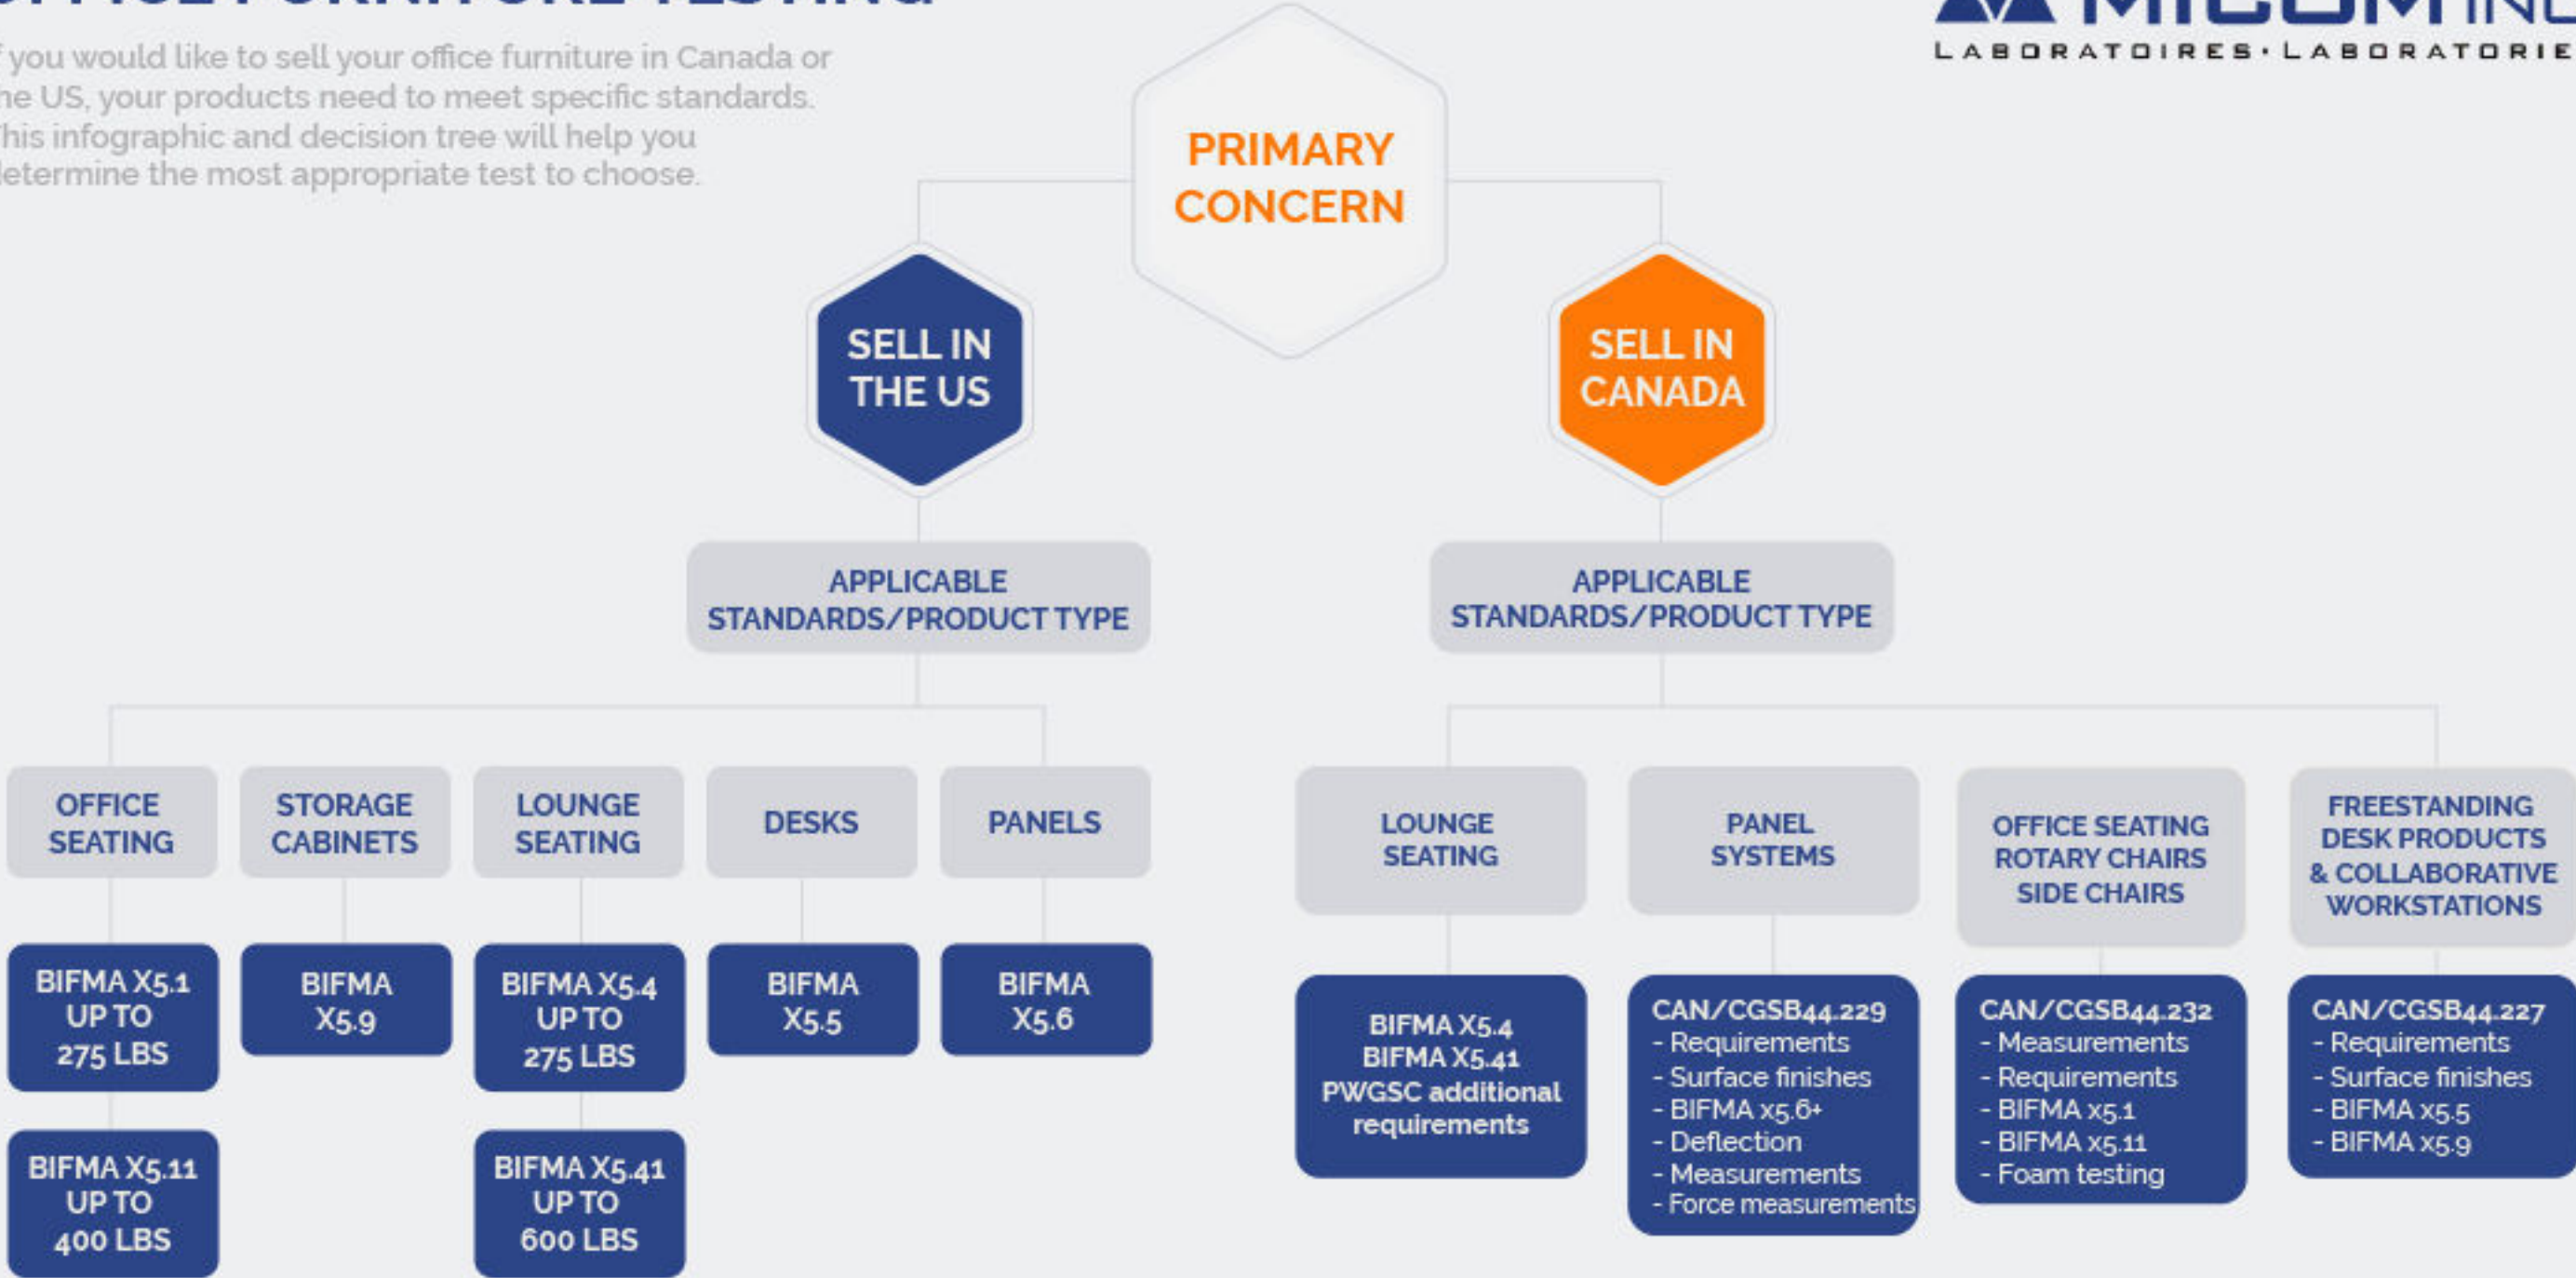 OFFICE FURNITURE TESTING
f you would like to sell your office furniture in Canada or
he US, your products need to meet specific standards.
his infographic and decision tree will help you
etermine the most appropriate test to choose.
MICOM INC
LABORATOIRES·LABORATORIE
PRIMARY
CONCERN
SELL IN
THE US
SELL IN
CANADA
APPLICABLE
STANDARDS/PRODUCT TYPE
APPLICABLE
STANDARDS/PRODUCT TYPE
OFFICE
SEATING
STORAGE
CABINETS
LOUNGE
SEATING
DESKS
PANELS
BIFMA X5.1
UP TO
275 LBS
BIFMA
X5.9
BIFMA X5.4
UP TO
275 LBS
BIFMA
X5.5
BIFMA
X5.6
BIFMA X5.11
UP TO
400 LBS
BIFMA X5.41
UP TO
600 LBS
LOUNGE
SEATING
PANEL
SYSTEMS
OFFICE SEATING
ROTARY CHAIRS
SIDE CHAIRS
FREESTANDING
DESK PRODUCTS
& COLLABORATIVE
WORKSTATIONS
BIFMA X5.4
BIFMA X5.41
PWGSC additional
requirements
CAN/CGSB44.229
- Requirements
- Surface finishes
- BIFMA x5.6+
- Deflection
- Measurements
- Force measurements
CAN/CGSB44.232
- Measurements
- Requirements
- BIFMA x5.1
- BIFMA x5.11
- Foam testing
CAN/CGSB44.227
- Requirements
- Surface finishes
- BIFMA x5.5
- BIFMA x5.9